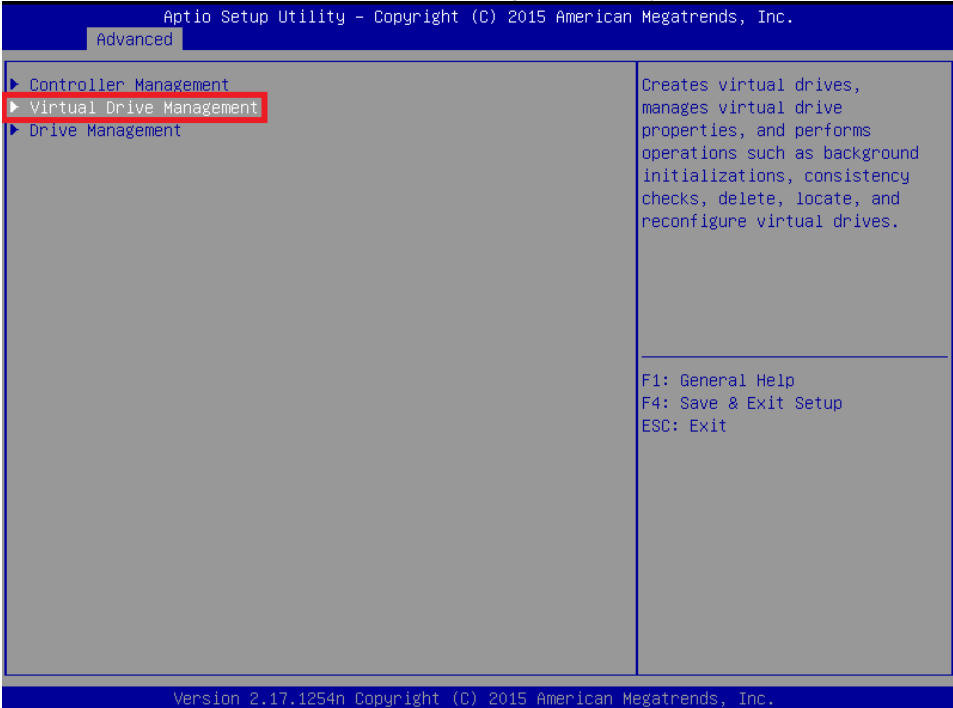 Aptio Setup Utility – Copyright (C) 2015 American Megatrends, Inc.
Advanced
Controller Management
Virtual Drive Management
Drive Management
Creates virtual drives,
manages virtual drive
properties, and performs
operations such as background
initializations, consistency
checks, delete, locate, and
reconfigure virtual drives.
F1: General Help
F4: Save & Exit Setup
ESC: Exit
Version 2.17.1254n Copyright (C) 2015 American Megatrends, Inc.